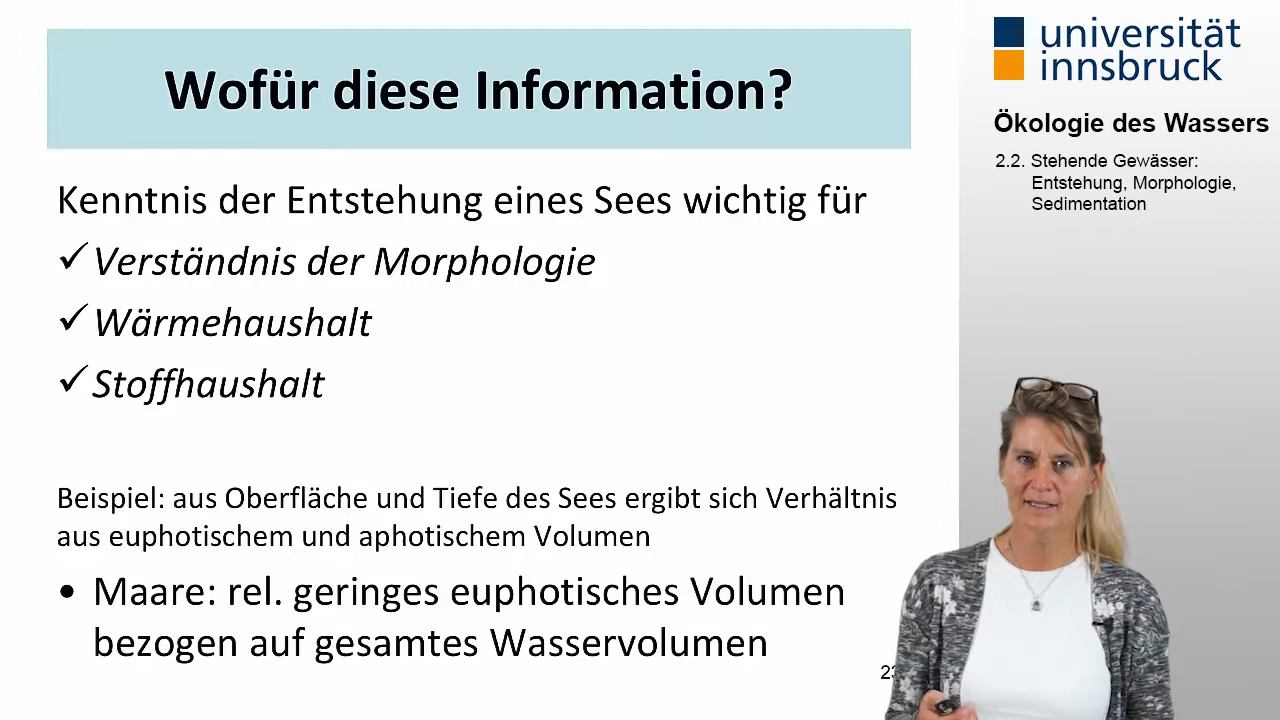 Wofür diese Information?
Kenntnis der Entstehung eines Sees wichtig für
✓ Verständnis der Morphologie
✓ Wärmehaushalt
✓ Stoffhaushalt
Beispiel: aus Oberfläche und Tiefe des Sees ergibt sich Verhältnis
aus euphotischem und aphotischem Volumen
• Maare: rel. geringes euphotisches Volumen
bezogen auf gesamtes Wasservolumen
universität
innsbruck
Ökologie des Wassers
2.2. Stehende Gewässer:
Entstehung, Morphologie,
Sedimentation